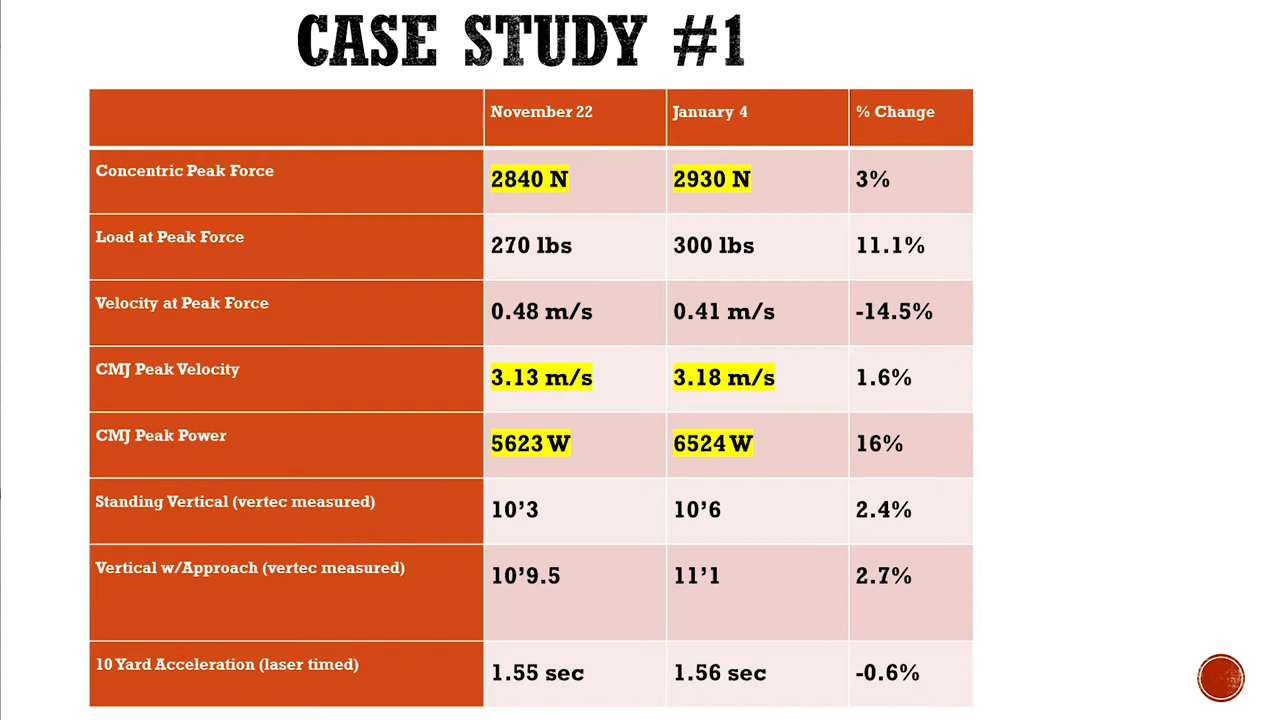 CASE STUDY #1
November 22 January 4 % Change
Concentric Peak Force 2840 N 2930 N 3%
Load at Peak Force 270 lbs 300 lbs 11.1%
Velocity at Peak Force 0.48 m/s 0.41 m/s -14.5%
CMJ Peak Velocity 3.13 m/s 3.18 m/s 1.6%
CMJ Peak Power 5623 W 6524 W 16%
Standing Vertical (vertec measured) 10’3 10’6 2.4%
Vertical w/Approach (vertec measured) 10’9.5 11’1 2.7%
10 Yard Acceleration (laser timed) 1.55 sec 1.56 sec -0.6%